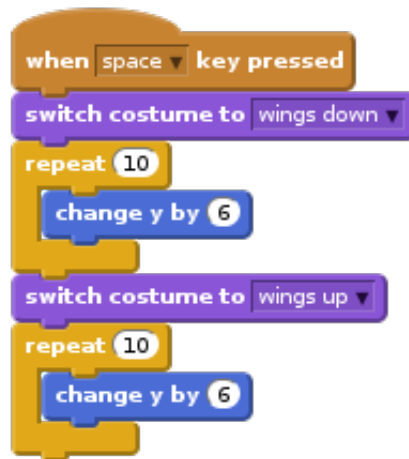 when space key pressed
switch costume to wings down
repeat 10
change y by 6
switch costume to wings up
repeat 10
change y by 6